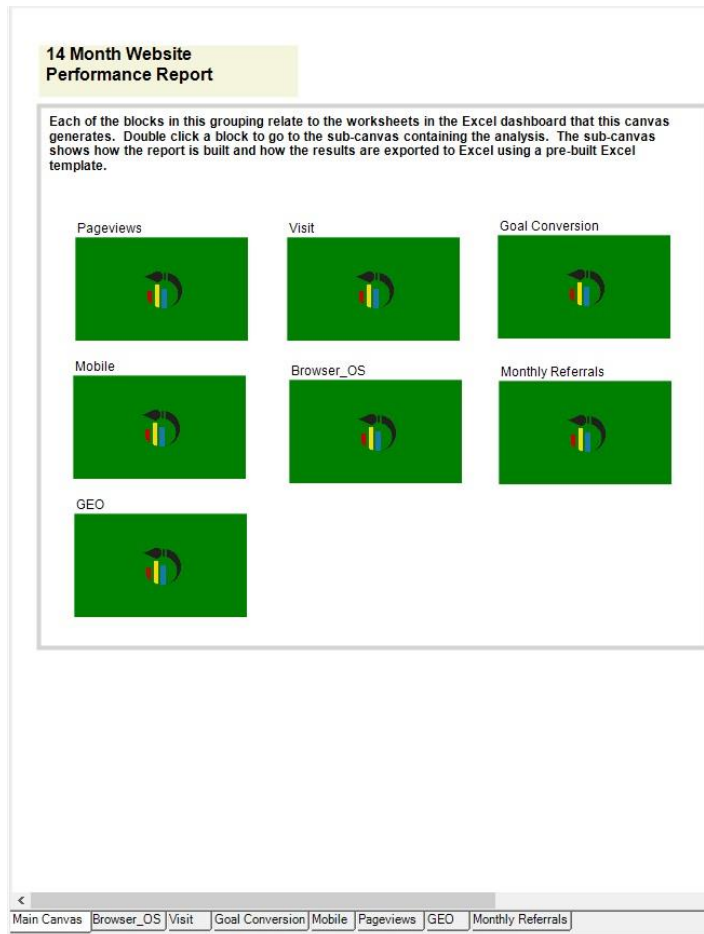 14 Month Website
Performance Report
Each of the blocks in this grouping relate to the worksheets in the Excel dashboard that this canvas
generates.  Double click a block to go to the sub-canvas containing the analysis.  The sub-canvas
shows how the report is built and how the results are exported to Excel using a pre-built Excel
template.
Pageviews
Visit
Goal Conversion
Mobile
Browser_OS
Monthly Referrals
GEO
Main Canvas Browser_OS Visit Goal Conversion Mobile Pageviews GEO Monthly Referrals